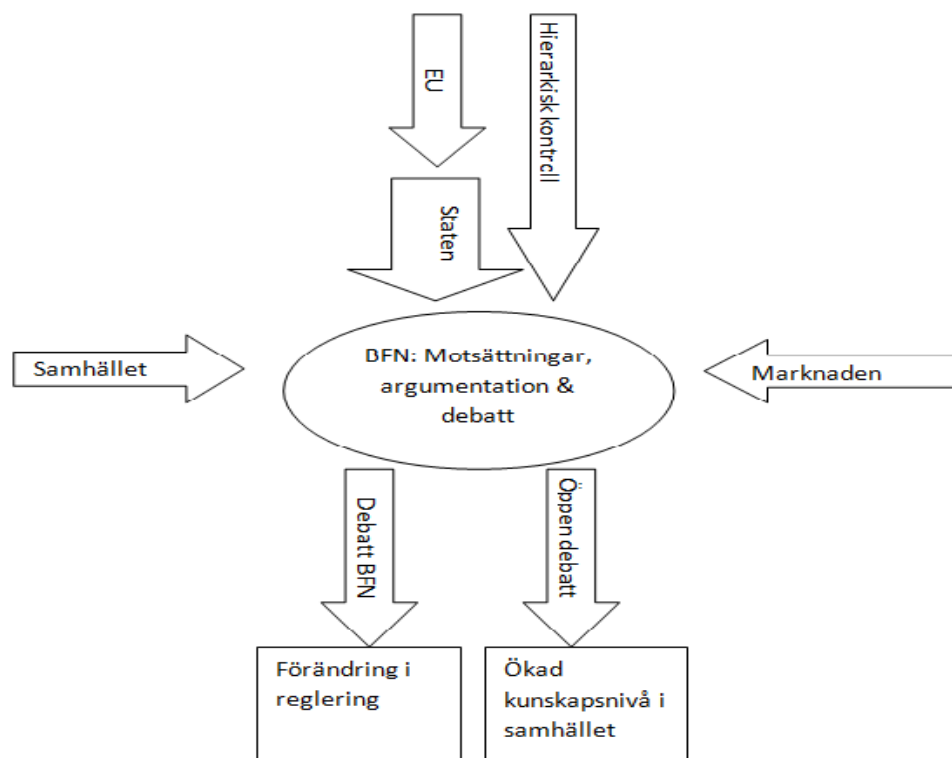 EU
Hierarkisk kontroll
Staten
BFN: Motsättningar,
argumentation &
debatt
Samhället
Marknaden
Debatt BFN
Öppen debatt
Förändring i
reglering
Ökad
kunskapsnivå i
samhället